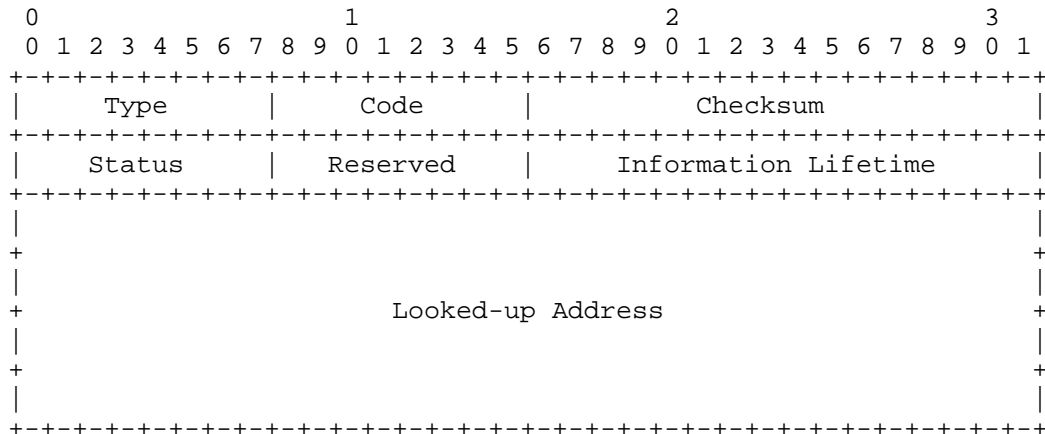 0                   1                   2                   3
 0 1 2 3 4 5 6 7 8 9 0 1 2 3 4 5 6 7 8 9 0 1 2 3 4 5 6 7 8 9 0 1
+-+-+-+-+-+-+-+-+-+-+-+-+-+-+-+-+-+-+-+-+-+-+-+-+-+-+-+-+-+-+-+-+
|     Type      |     Code      |          Checksum             |
+-+-+-+-+-+-+-+-+-+-+-+-+-+-+-+-+-+-+-+-+-+-+-+-+-+-+-+-+-+-+-+-+
|    Status     |   Reserved    |     Information Lifetime      |
+-+-+-+-+-+-+-+-+-+-+-+-+-+-+-+-+-+-+-+-+-+-+-+-+-+-+-+-+-+-+-+-+
|                                                               |
+                                                               +
|                                                               |
+                       Looked-up Address                       +
|                                                               |
+                                                               +
|                                                               |
+-+-+-+-+-+-+-+-+-+-+-+-+-+-+-+-+-+-+-+-+-+-+-+-+-+-+-+-+-+-+-+-+